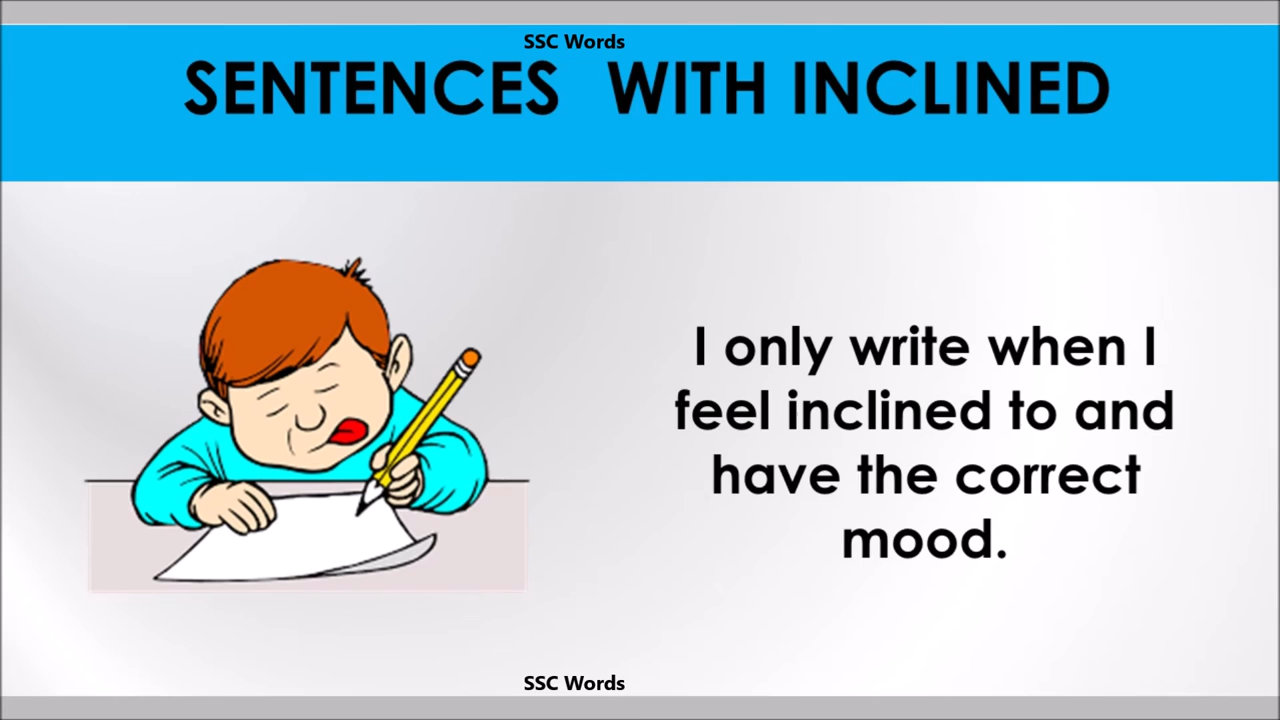 SSC Words
SENTENCES WITH INCLINED
I only write when I
feel inclined to and
have the correct
mood.
SSC Words